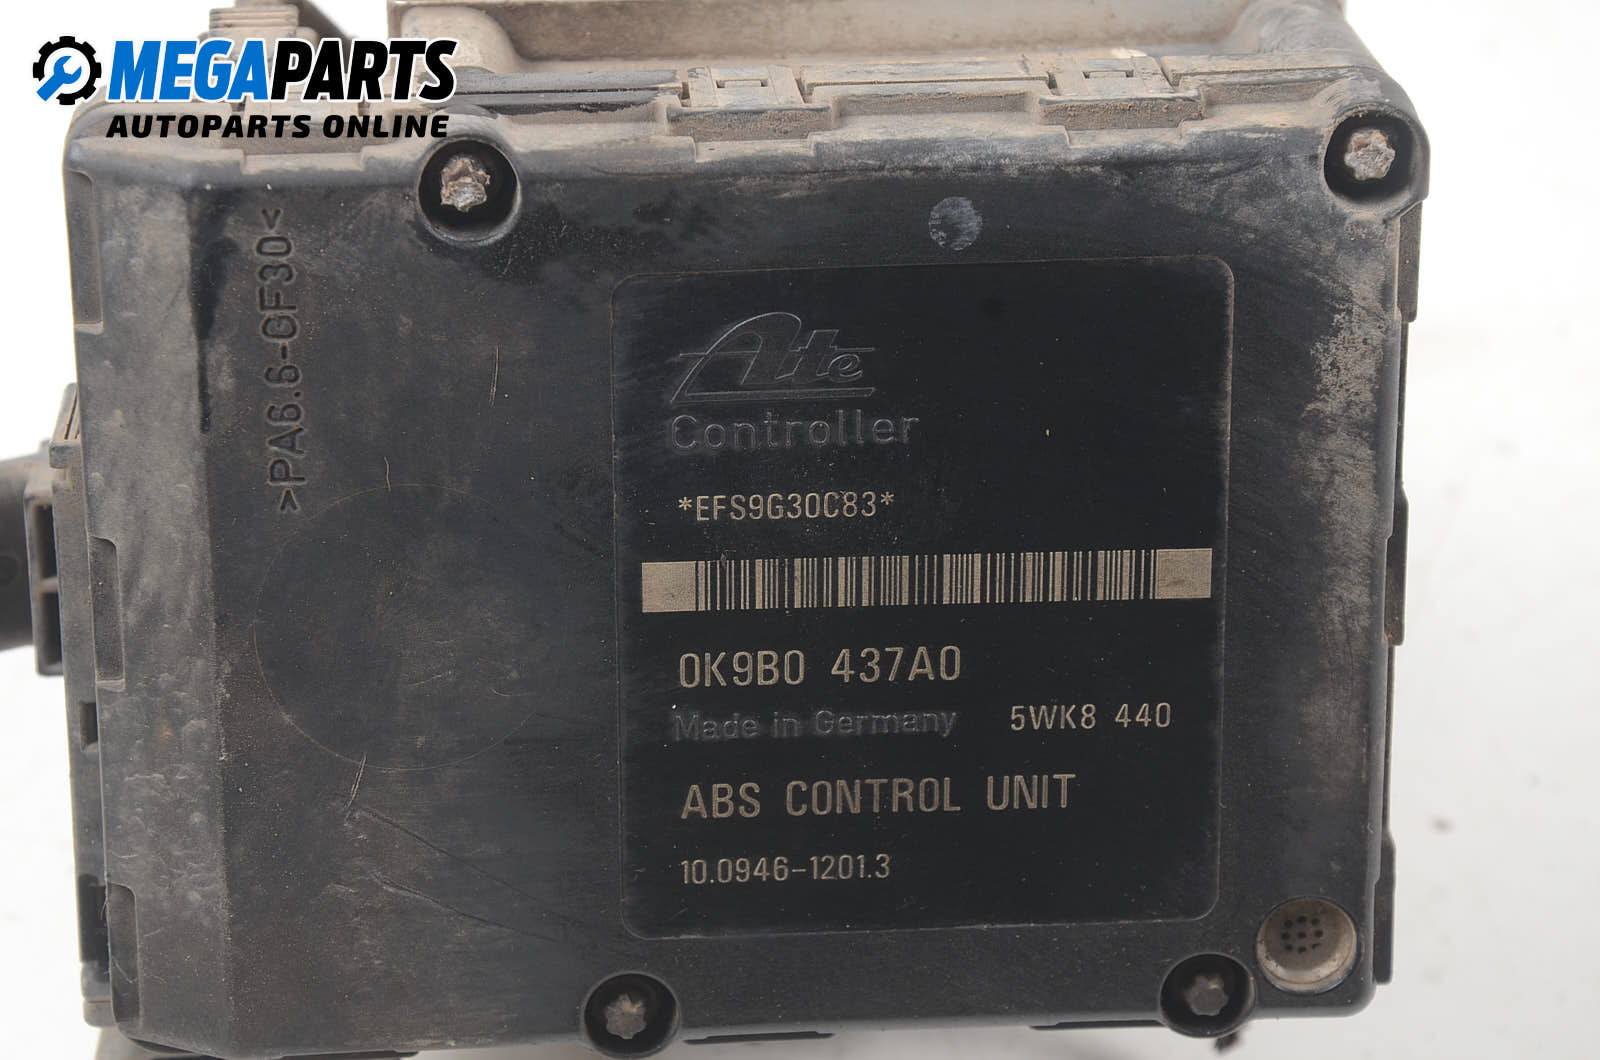 MEGAPARTS
AUTOPARTS ONLINE
>PA6.6-GF30<
Ate
Controller
*EFS9G30C83*
0K9B0 437A0
Made in Germany 5WK8 440
ABS CONTROL UNIT
10.0946-1201.3